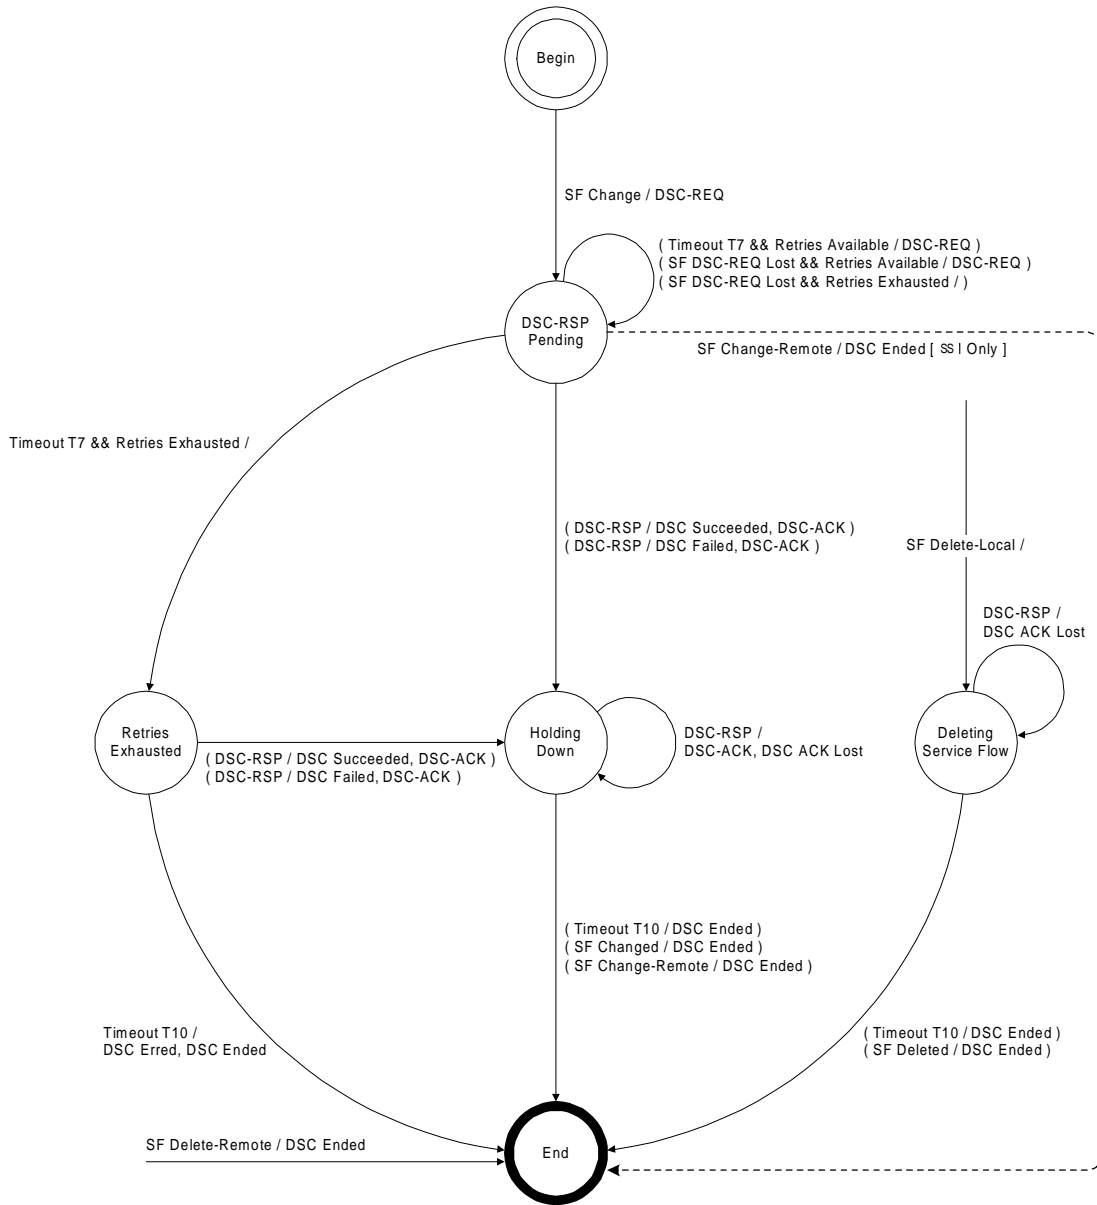 Begin
SF Change / DSC-REQ
( Timeout T7 && Retries Available / DSC-REQ )
( SF DSC-REQ Lost && Retries Available / DSC-REQ )
( SF DSC-REQ Lost && Retries Exhausted / )
DSC-RSP
Pending
SF Change-Remote / DSC Ended [ SS I Only ]
Timeout T7 && Retries Exhausted /
( DSC-RSP / DSC Succeeded, DSC-ACK )
( DSC-RSP / DSC Failed, DSC-ACK )
SF Delete-Local /
DSC-RSP /
DSC ACK Lost
Retries
Exhausted
( DSC-RSP / DSC Succeeded, DSC-ACK )
( DSC-RSP / DSC Failed, DSC-ACK )
Holding
Down
DSC-RSP /
DSC-ACK, DSC ACK Lost
Deleting
Service Flow
( Timeout T10 / DSC Ended )
( SF Changed / DSC Ended )
( SF Change-Remote / DSC Ended )
Timeout T10 /
DSC Erred, DSC Ended
( Timeout T10 / DSC Ended )
( SF Deleted / DSC Ended )
SF Delete-Remote / DSC Ended
End